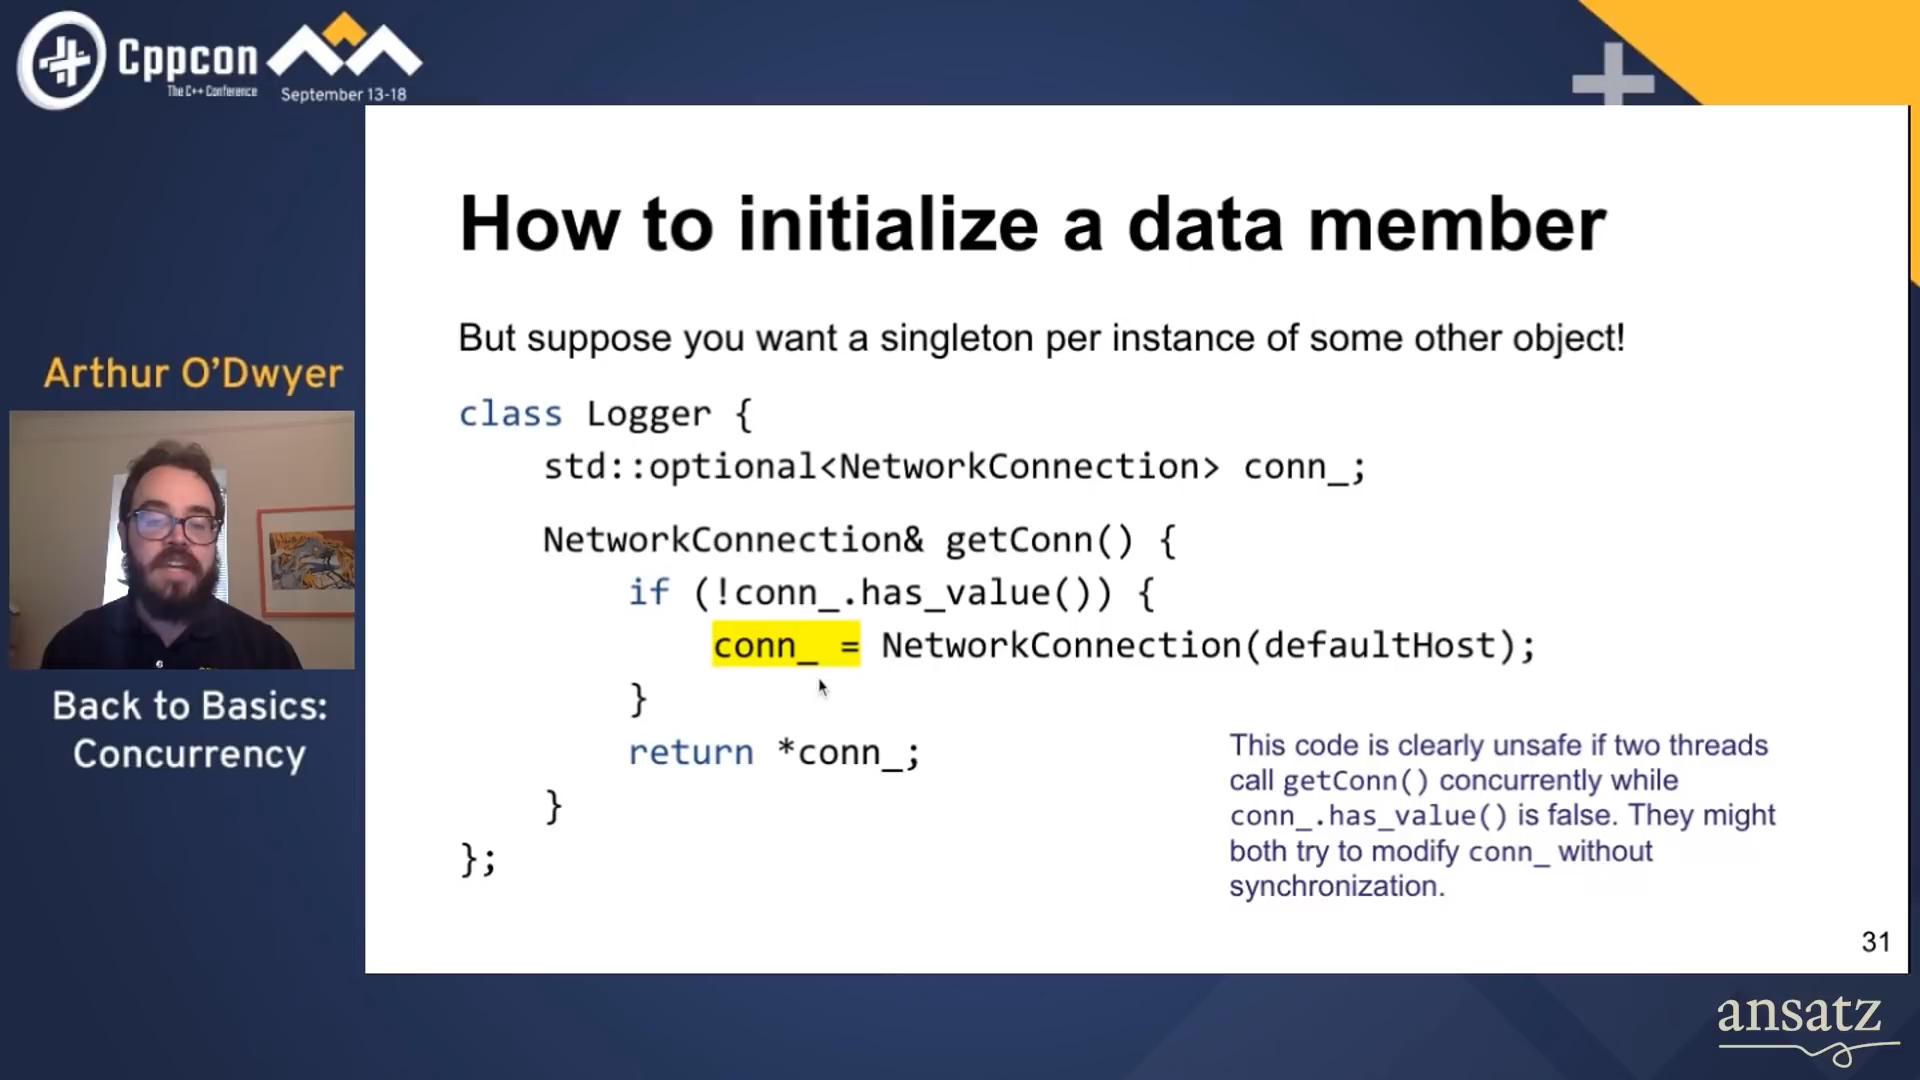 Cppcon
The C++ Conference
September 13-18
How to initialize a data member
But suppose you want a singleton per instance of some other object!
class Logger {
std::optional<NetworkConnection> conn_;
NetworkConnection& getConn() {
if (!conn_.has_value()) {
conn_ = NetworkConnection(defaultHost);
}
return *conn_;
}
};
This code is clearly unsafe if two threads
call getConn() concurrently while
conn_.has_value() is false. They might
both try to modify conn_ without
synchronization.
31
Arthur O'Dwyer
Back to Basics:
Concurrency
ansatz